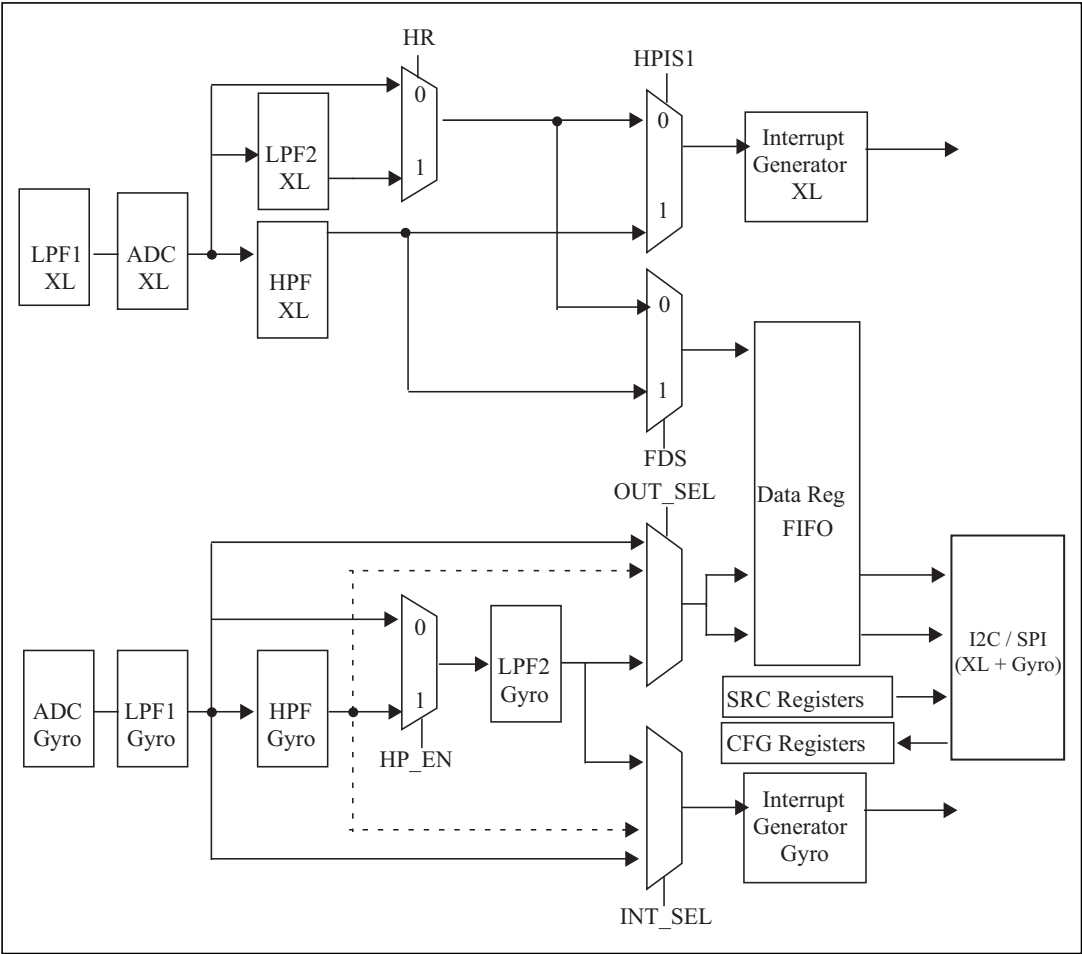 HR
HPIS1
0
1
LPF2
XL
0
1
Interrupt
Generator
XL
LPF1
XL
ADC
XL
HPF
XL
0
1
FDS
OUT_SEL
Data Reg
FIFO
I2C / SPI
(XL + Gyro)
ADC
Gyro
LPF1
Gyro
HPF
Gyro
0
1
HP_EN
LPF2
Gyro
SRC Registers
CFG Registers
Interrupt
Generator
Gyro
INT_SEL